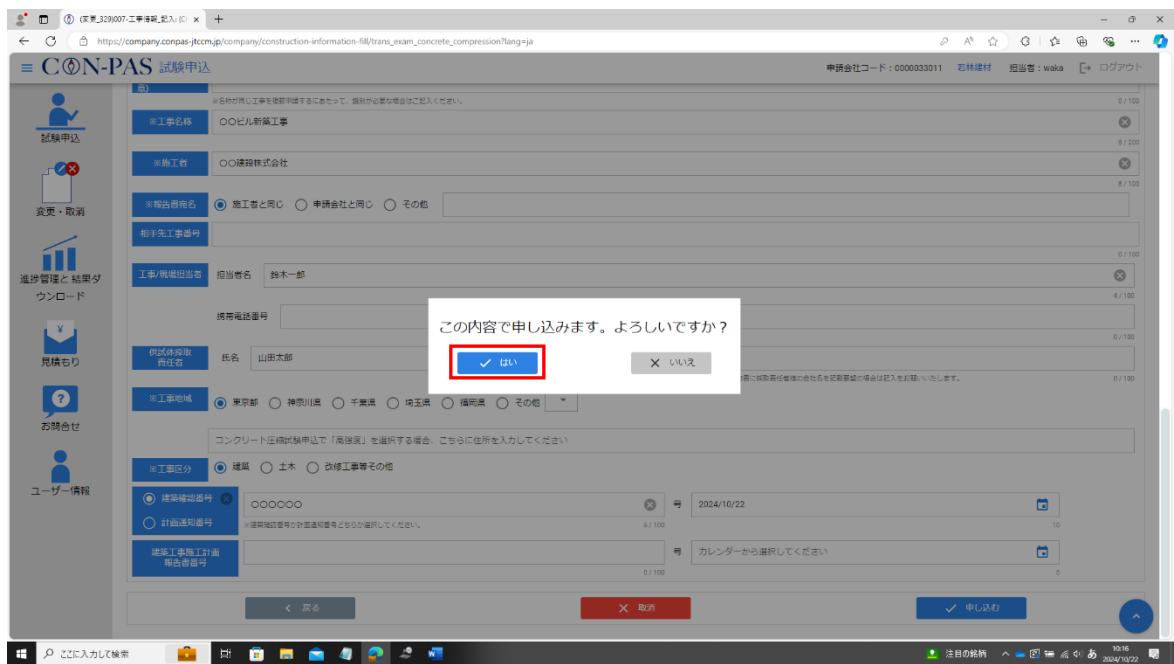 (変更_329)007-工事情報_記入: (C
https://company.conpas-jtccm.jp/company/construction-information-fill/trans_exam_concrete_compression?lang=ja
CON-PAS 試験申込
申請会社コード：0000033011 若林建材 担当者：waka ログアウト
※名称が同じ工事を複数申請するにあたって、識別が必要な場合はご記入ください。
0 / 100
試験申込
※工事名称 〇〇ビル新築工事
8 / 200
※施工者 〇〇建設株式会社
8 / 100
変更・取消
※報告書宛名 施工者と同じ 申請会社と同じ その他
相手先工事番号
0 / 100
進捗管理と 結果ダ
ウンロード
工事/現場担当者 担当者名 鈴木一郎
4 / 100
携帯電話番号
0 / 100
この内容で申し込みます。よろしいですか？
はい
いいえ
見積もり
供試体採取
責任者
氏名 山田太郎
0 / 100
※工事地域 東京都 神奈川県 千葉県 埼玉県 福岡県 その他
お問合せ
コンクリート圧縮試験申込で「高強度」を選択する場合、こちらに住所を入力してください
※工事区分 建築 土木 改修工事等その他
ユーザー情報
建築確認番号 〇〇〇〇〇〇 号 2024/10/22
計画通知番号 ※建築確認番号か計画通知番号どちらか選択してください。 6 / 100 10
建築工事施工計画
報告書番号
号 カレンダーから選択してください
0 / 100 0
戻る
取消
申し込む
ここに入力して検索
注目の銘柄
あ
10:16
2024/10/22